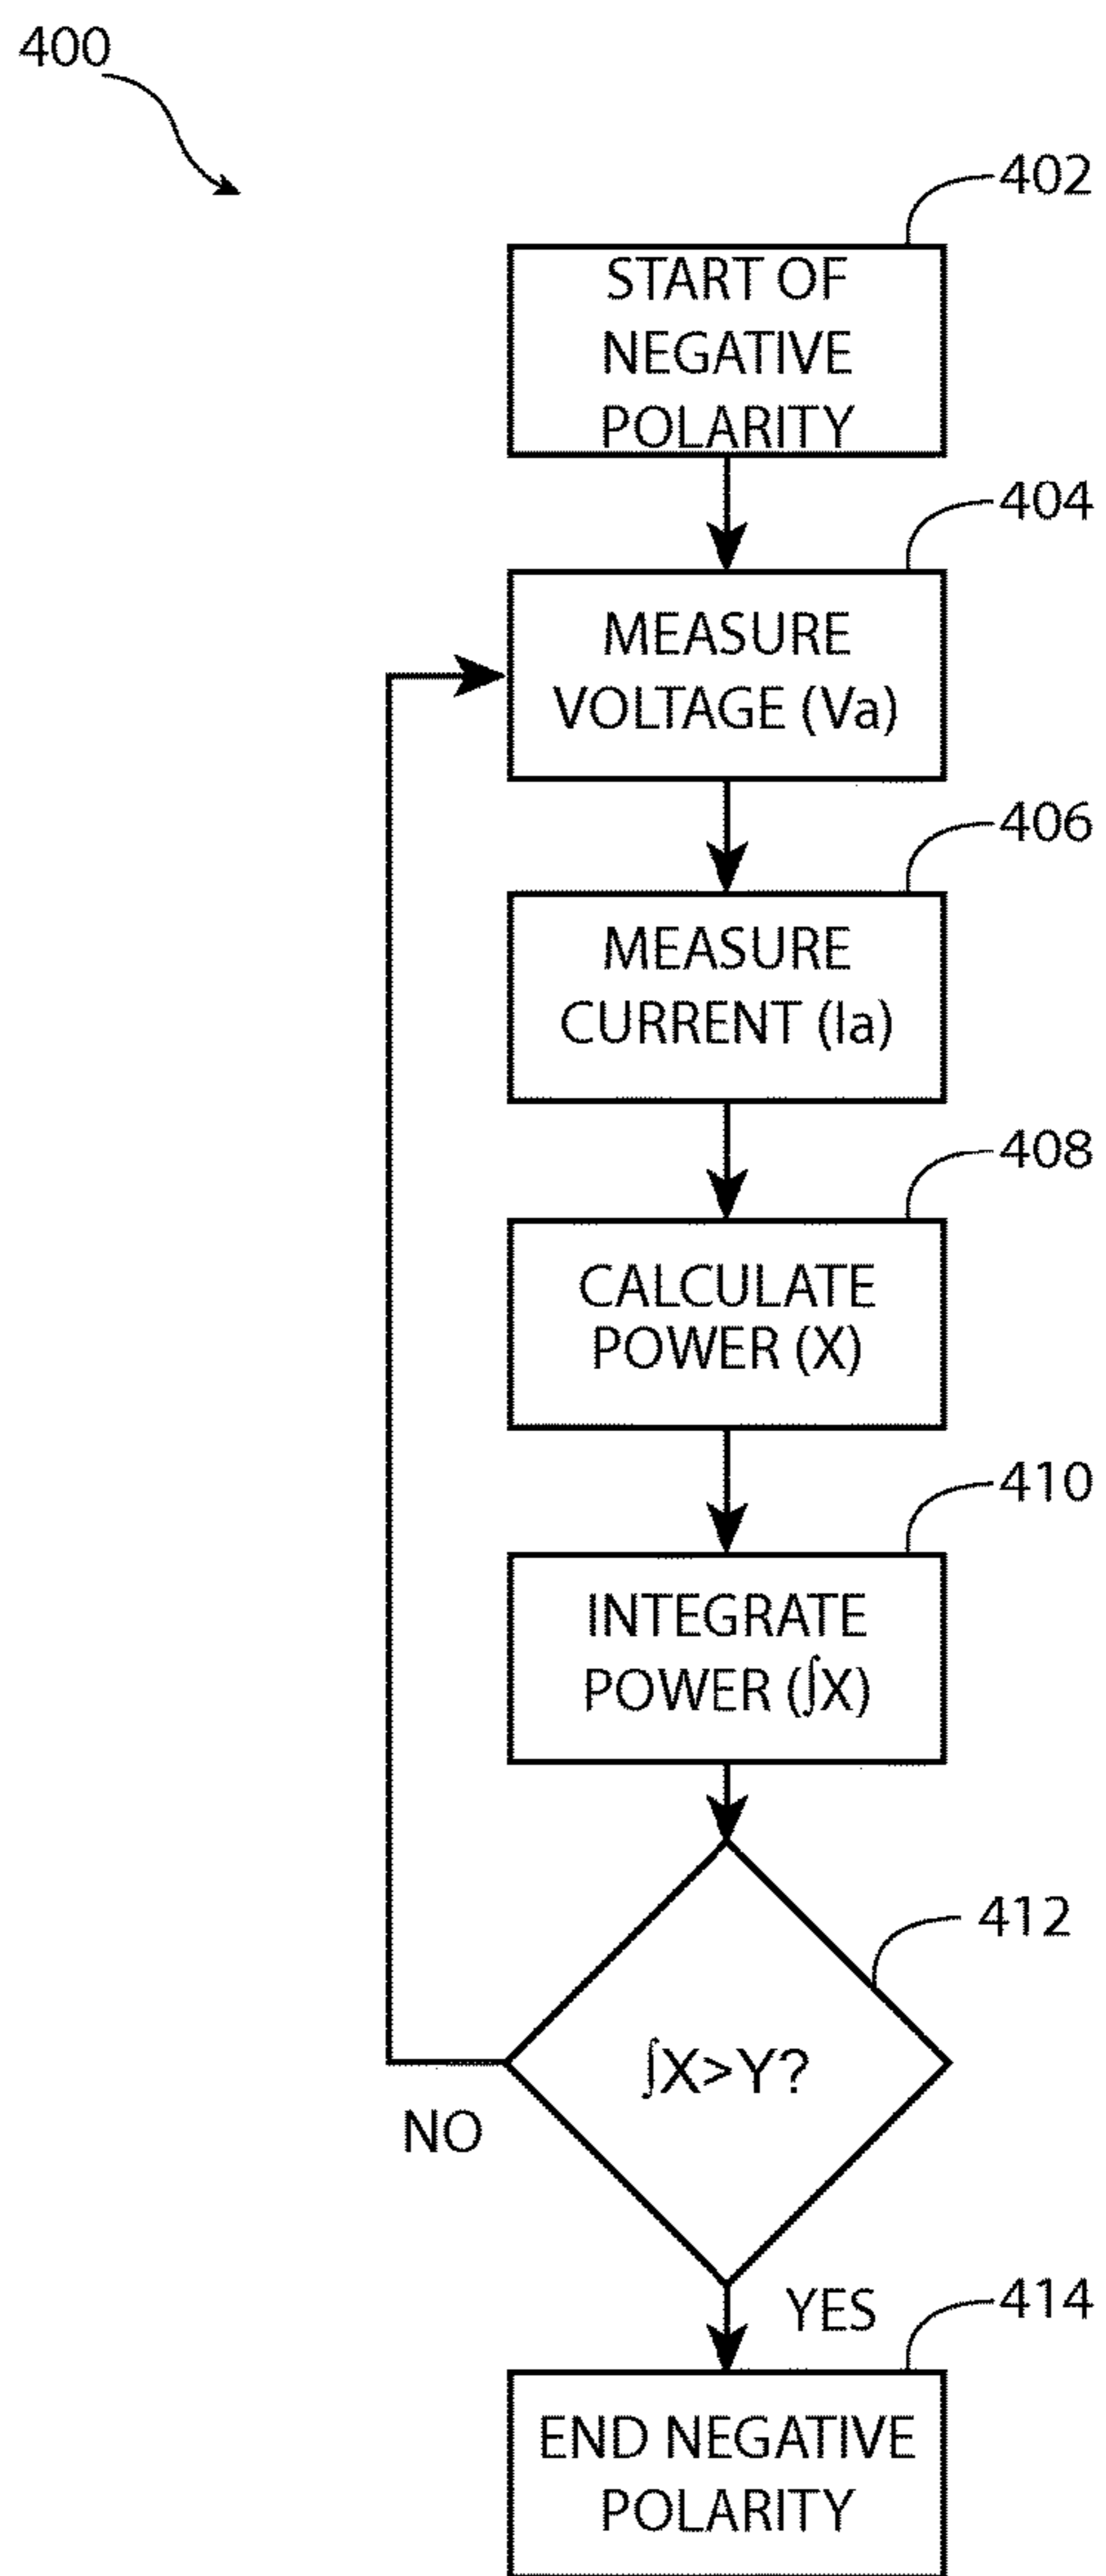 400
402
START OF
NEGATIVE
POLARITY
404
MEASURE
VOLTAGE (Va)
406
MEASURE
CURRENT (Ia)
408
CALCULATE
POWER (X)
410
INTEGRATE
POWER (∫X)
412
∫X>Y?
NO
YES
414
END NEGATIVE
POLARITY